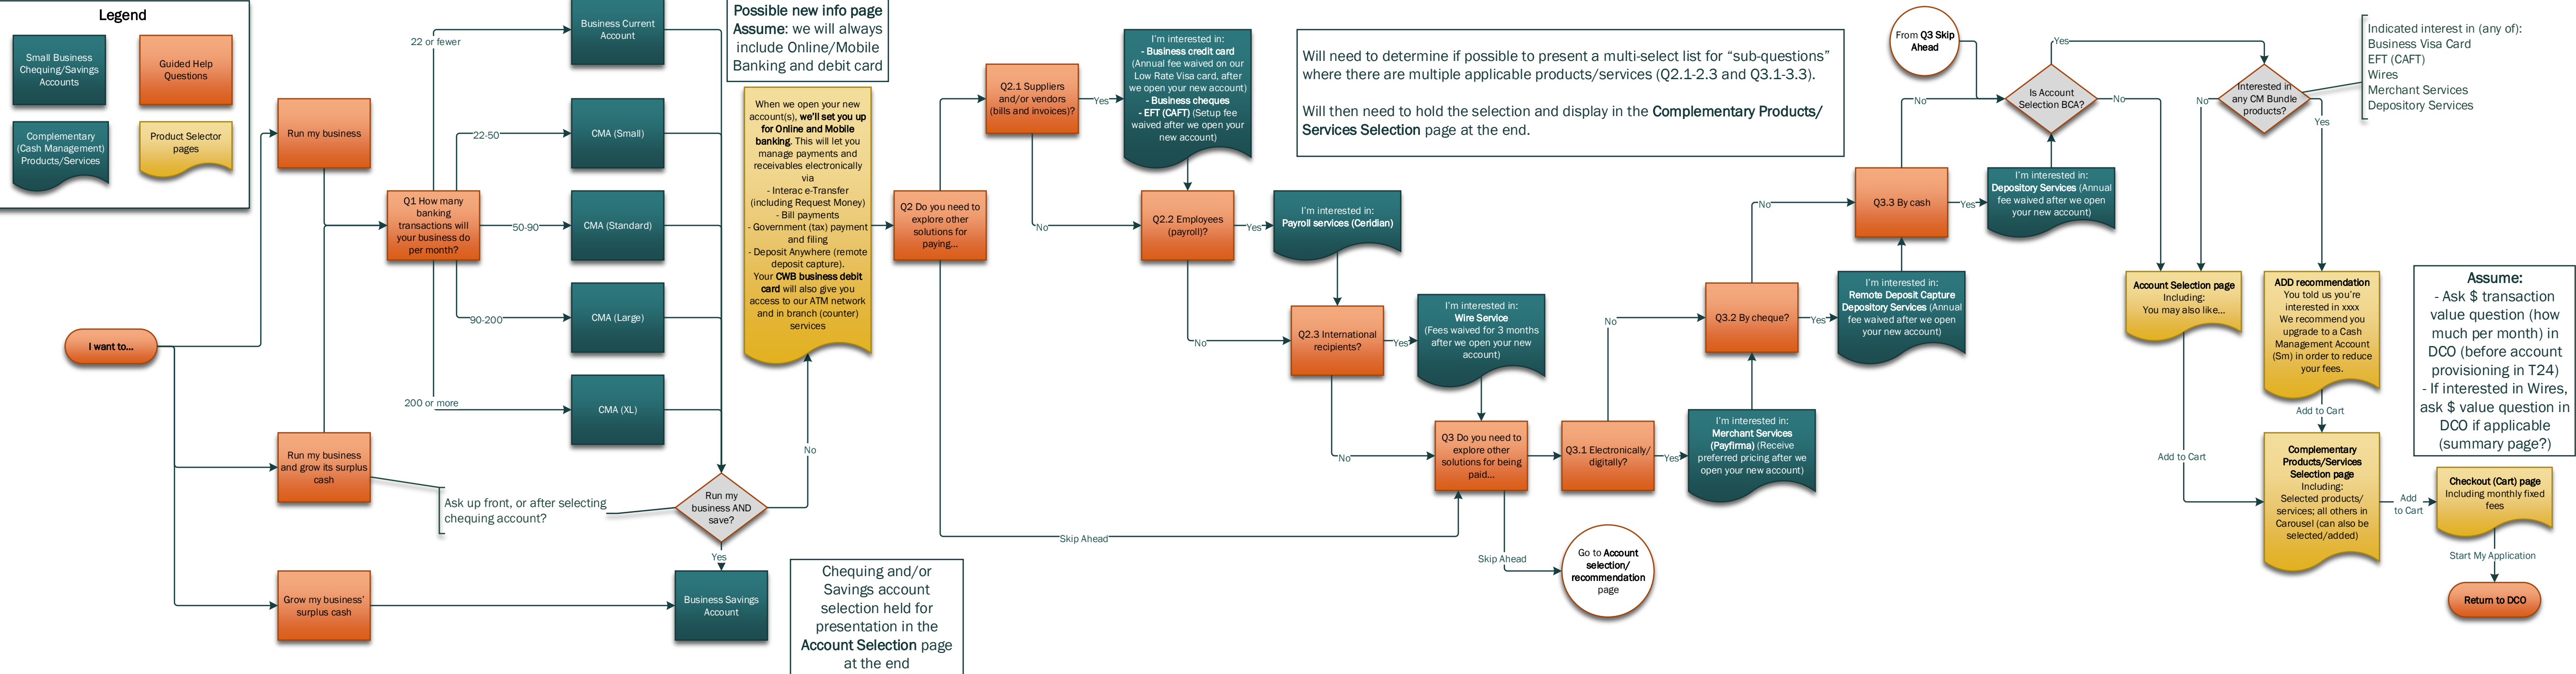 Legend
Small Business
Chequing/Savings
Accounts
Guided Help
Questions
Complementary
(Cash Management)
Products/Services
Product Selector
pages
I want to...
Run my business
Run my business
and grow its surplus
cash
Grow my business'
surplus cash
Q1 How many
banking
transactions will
your business do
per month?
22 or fewer
22-50
50-90
90-200
200 or more
Business Current
Account
CMA (Small)
CMA (Standard)
CMA (Large)
CMA (XL)
Ask up front, or after selecting
chequing account?
Run my
business AND
save?
Yes
No
Business Savings
Account
Possible new info page
Assume: we will always
include Online/Mobile
Banking and debit card
When we open your new
account(s), we'll set you up
for Online and Mobile
banking. This will let you
manage payments and
receivables electronically
via
- Interac e-Transfer
(including Request Money)
- Bill payments
- Government (tax) payment
and filing
- Deposit Anywhere (remote
deposit capture).
Your CWB business debit
card will also give you
access to our ATM network
and in branch (counter)
services
Chequing and/or
Savings account
selection held for
presentation in the
Account Selection page
at the end
Q2 Do you need to
explore other
solutions for
paying...
Skip Ahead
Q2.1 Suppliers
and/or vendors
(bills and invoices)?
Yes
No
I'm interested in:
- Business credit card
(Annual fee waived on our
Low Rate Visa card, after
we open your new account)
- Business cheques
- EFT (CAFT) (Setup fee
waived after we open your
new account)
Q2.2 Employees
(payroll)?
Yes
No
I'm interested in:
Payroll services (Ceridian)
Q2.3 International
recipients?
Yes
No
I'm interested in:
Wire Service
(Fees waived for 3 months
after we open your new
account)
Will need to determine if possible to present a multi-select list for “sub-questions”
where there are multiple applicable products/services (Q2.1-2.3 and Q3.1-3.3).
Will then need to hold the selection and display in the Complementary Products/
Services Selection page at the end.
Q3 Do you need to
explore other
solutions for being
paid...
Skip Ahead
Go to Account
selection/
recommendation
page
Q3.1 Electronically/
digitally?
Yes
No
I'm interested in:
Merchant Services
(Payfirma) (Receive
preferred pricing after we
open your new account)
Q3.2 By cheque?
Yes
No
I'm interested in:
Remote Deposit Capture
Depository Services (Annual
fee waived after we open
your new account)
Q3.3 By cash
Yes
No
I'm interested in:
Depository Services (Annual
fee waived after we open
your new account)
From Q3 Skip
Ahead
Is Account
Selection BCA?
Yes
No
Interested in
any CM Bundle
products?
No
Yes
Indicated interest in (any of):
Business Visa Card
EFT (CAFT)
Wires
Merchant Services
Depository Services
Account Selection page
Including:
You may also like...
Add to Cart
ADD recommendation
You told us you're
interested in xxxx
We recommend you
upgrade to a Cash
Management Account
(Sm) in order to reduce
your fees.
Add to Cart
Complementary
Products/Services
Selection page
Including:
Selected products/
services; all others in
Carousel (can also be
selected/added)
Add
to Cart
Assume:
- Ask $ transaction
value question (how
much per month) in
DCO (before account
provisioning in T24)
- If interested in Wires,
ask $ value question in
DCO if applicable
(summary page?)
Checkout (Cart) page
Including monthly fixed
fees
Start My Application
Return to DCO